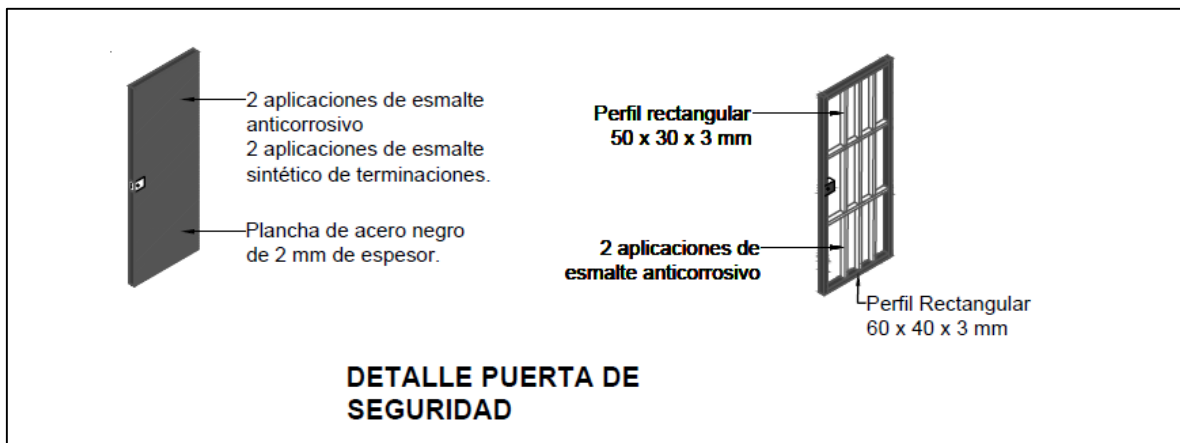 2 aplicaciones de esmalte
anticorrosivo
2 aplicaciones de esmalte
sintético de terminaciones.
Plancha de acero negro
de 2 mm de espesor.
Perfil rectangular
50 x 30 x 3 mm
2 aplicaciones de
esmalte anticorrosivo
Perfil Rectangular
60 x 40 x 3 mm
DETALLE PUERTA DE
SEGURIDAD